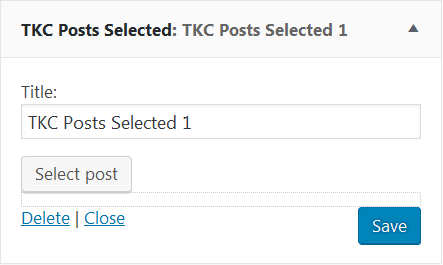 TKC Posts Selected: TKC Posts Selected 1
Title:
TKC Posts Selected 1
Select post
Delete | Close
Save